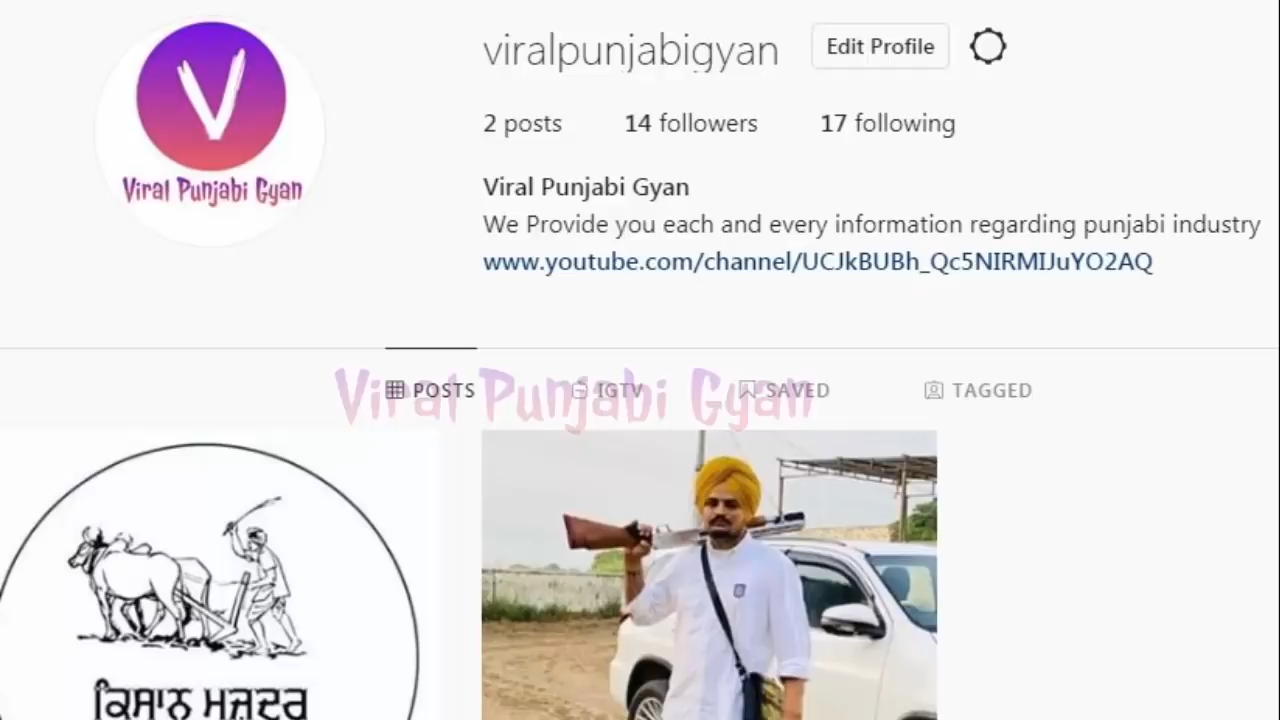 viralpunjabigyan
Edit Profile
2 posts 14 followers 17 following
V
Viral Punjabi Gyan
Viral Punjabi Gyan
We Provide you each and every information regarding punjabi industry
www.youtube.com/channel/UCJkBUBh_Qc5NIRMIJuYO2AQ
POSTS IGTV SAVED TAGGED
Viral Punjabi Gyan
ਕਿਸਾਨ ਮਜ਼ਦੂਰ